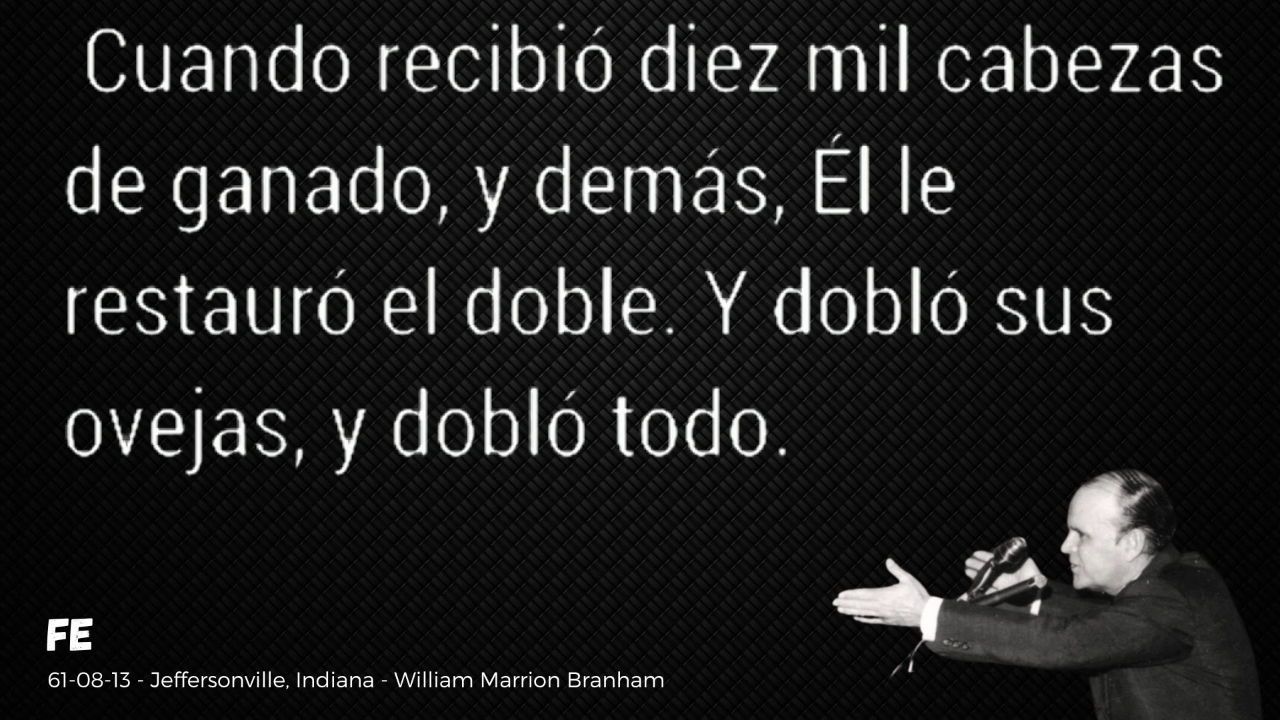 Cuando recibió diez mil cabezas
de ganado, y demás, Él le
restauró el doble. Y dobló sus
ovejas, y dobló todo.
FE
61-08-13 - Jeffersonville, Indiana - William Marrion Branham